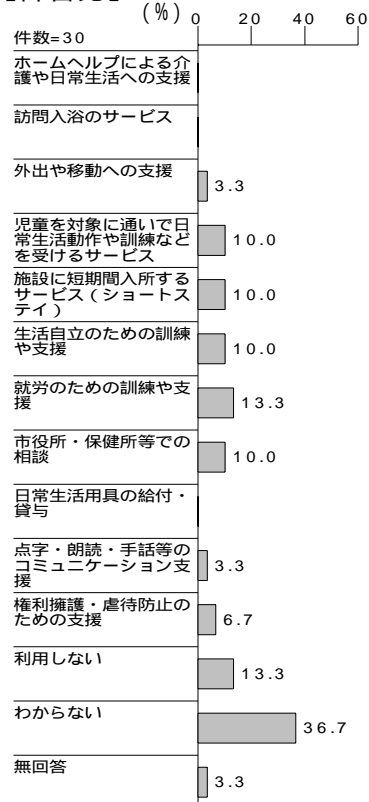 (%)
0 20 40 60
件数=30
ホームヘルプによる介
護や日常生活への支援
訪問入浴のサービス
外出や移動への支援
3.3
児童を対象に通いで日
常生活動作や訓練など
を受けるサービス
10.0
施設に短期間入所する
サービス(ショートス
テイ)
10.0
生活自立のための訓練
や支援
10.0
就労のための訓練や支
援
13.3
市役所・保健所等での
相談
10.0
日常生活用具の給付・
貸与
点字・朗読・手話等の
コミュニケーション支
援
3.3
権利擁護・虐待防止の
ための支援
6.7
利用しない
13.3
わからない
36.7
無回答
3.3